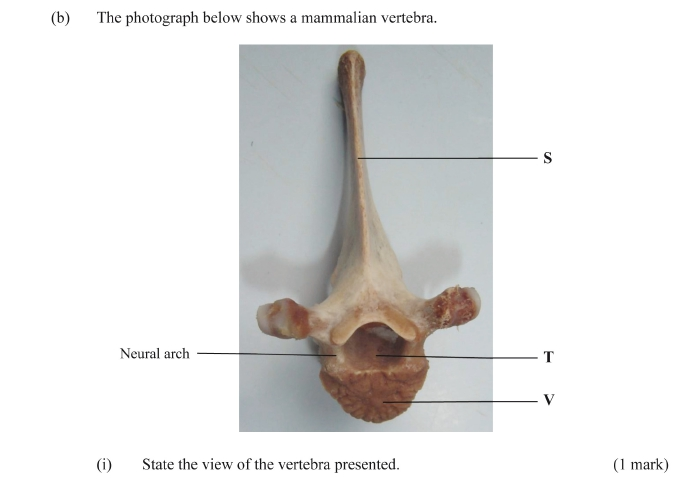 (b) The photograph below shows a mammalian vertebra.
S
Neural arch
T
V
(i) State the view of the vertebra presented. (1 mark)